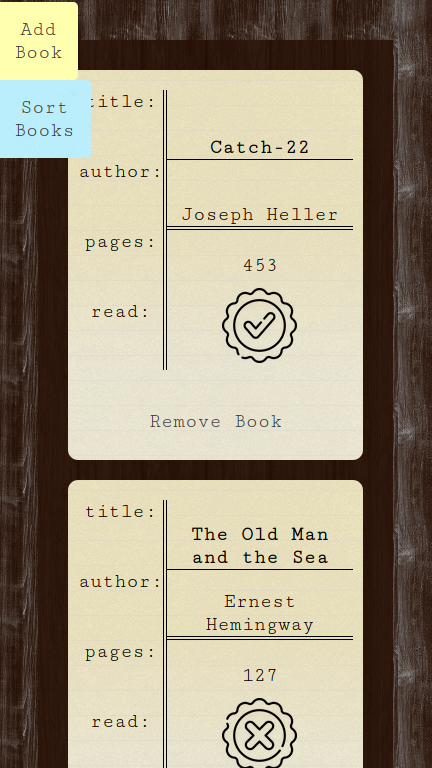 Add
Book
Sort
Books
title:
Catch-22
author:
Joseph Heller
pages:
453
read:
Remove Book
title:
The Old Man
and the Sea
author:
Ernest
Hemingway
pages:
127
read: